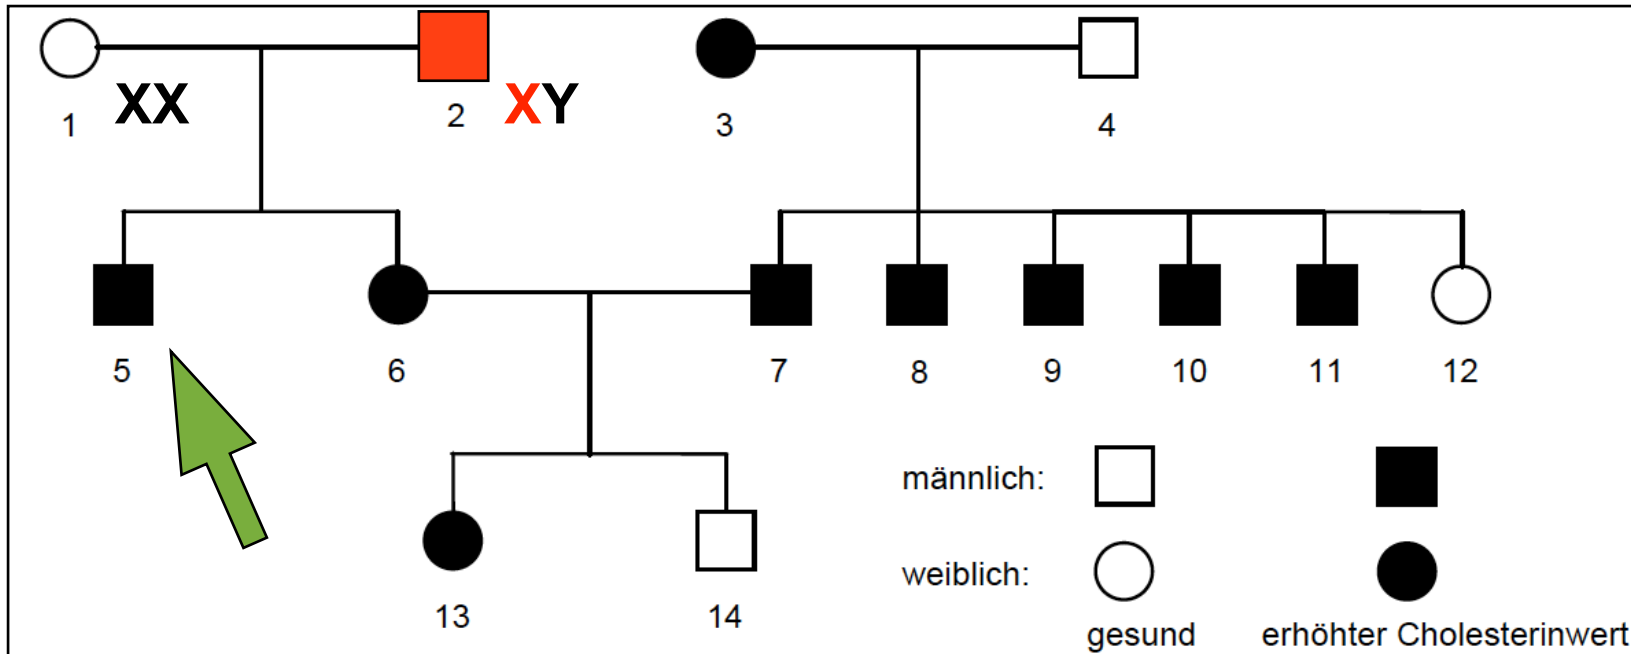 1 XX 2 XY 3 4
5 6 7 8 9 10 11 12
männlich:
weiblich:
13 14
gesund erhöhter Cholesterinwert